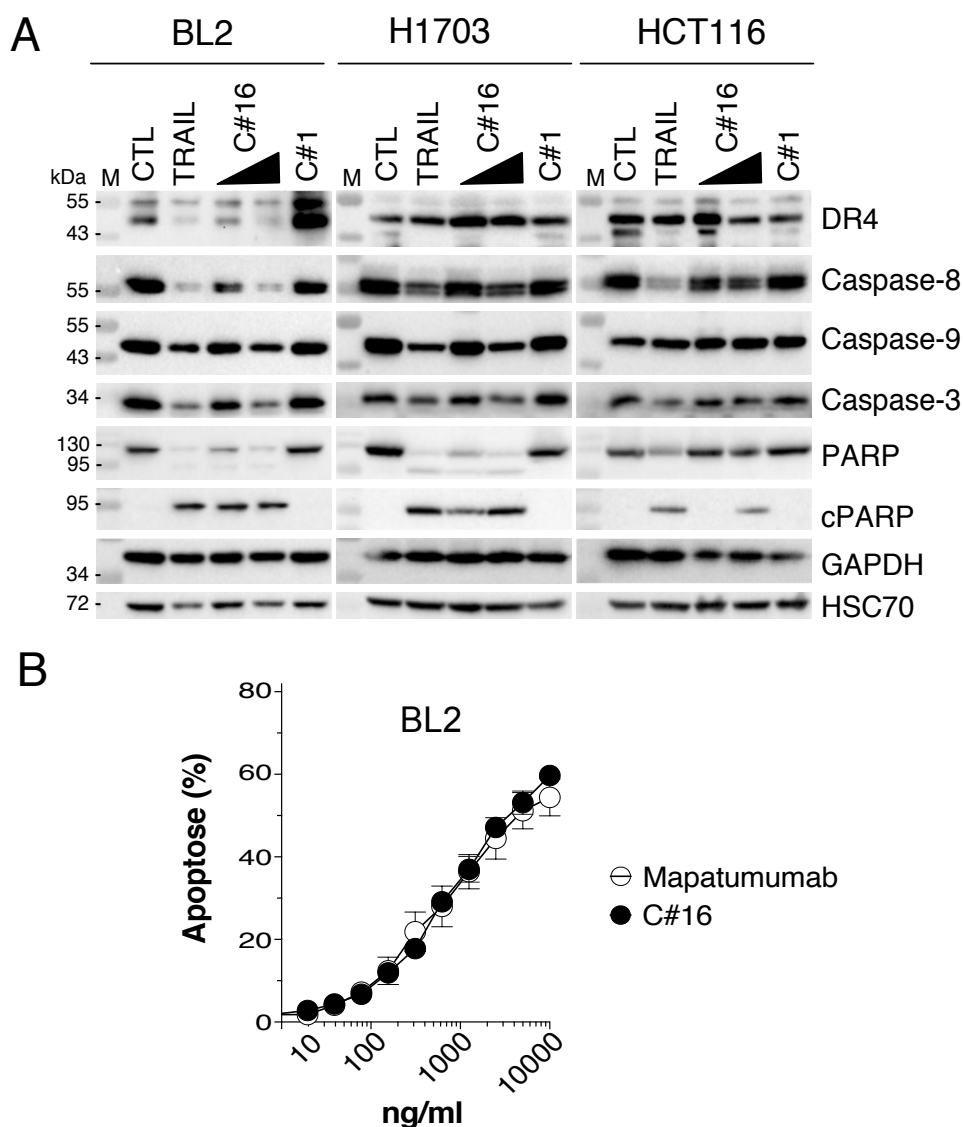 A
BL2
H1703
HCT116
kDa M CTL TRAIL C#16 C#1
M CTL TRAIL C#16 C#1
M CTL TRAIL C#16 C#1
55
43
DR4
55
Caspase-8
55
43
Caspase-9
34
Caspase-3
130
95
PARP
95
cPARP
34
GAPDH
72
HSC70
B
BL2
Apoptose (%)
80
60
40
20
0
10 100 1000 10000
ng/ml
Mapatumumab
C#16